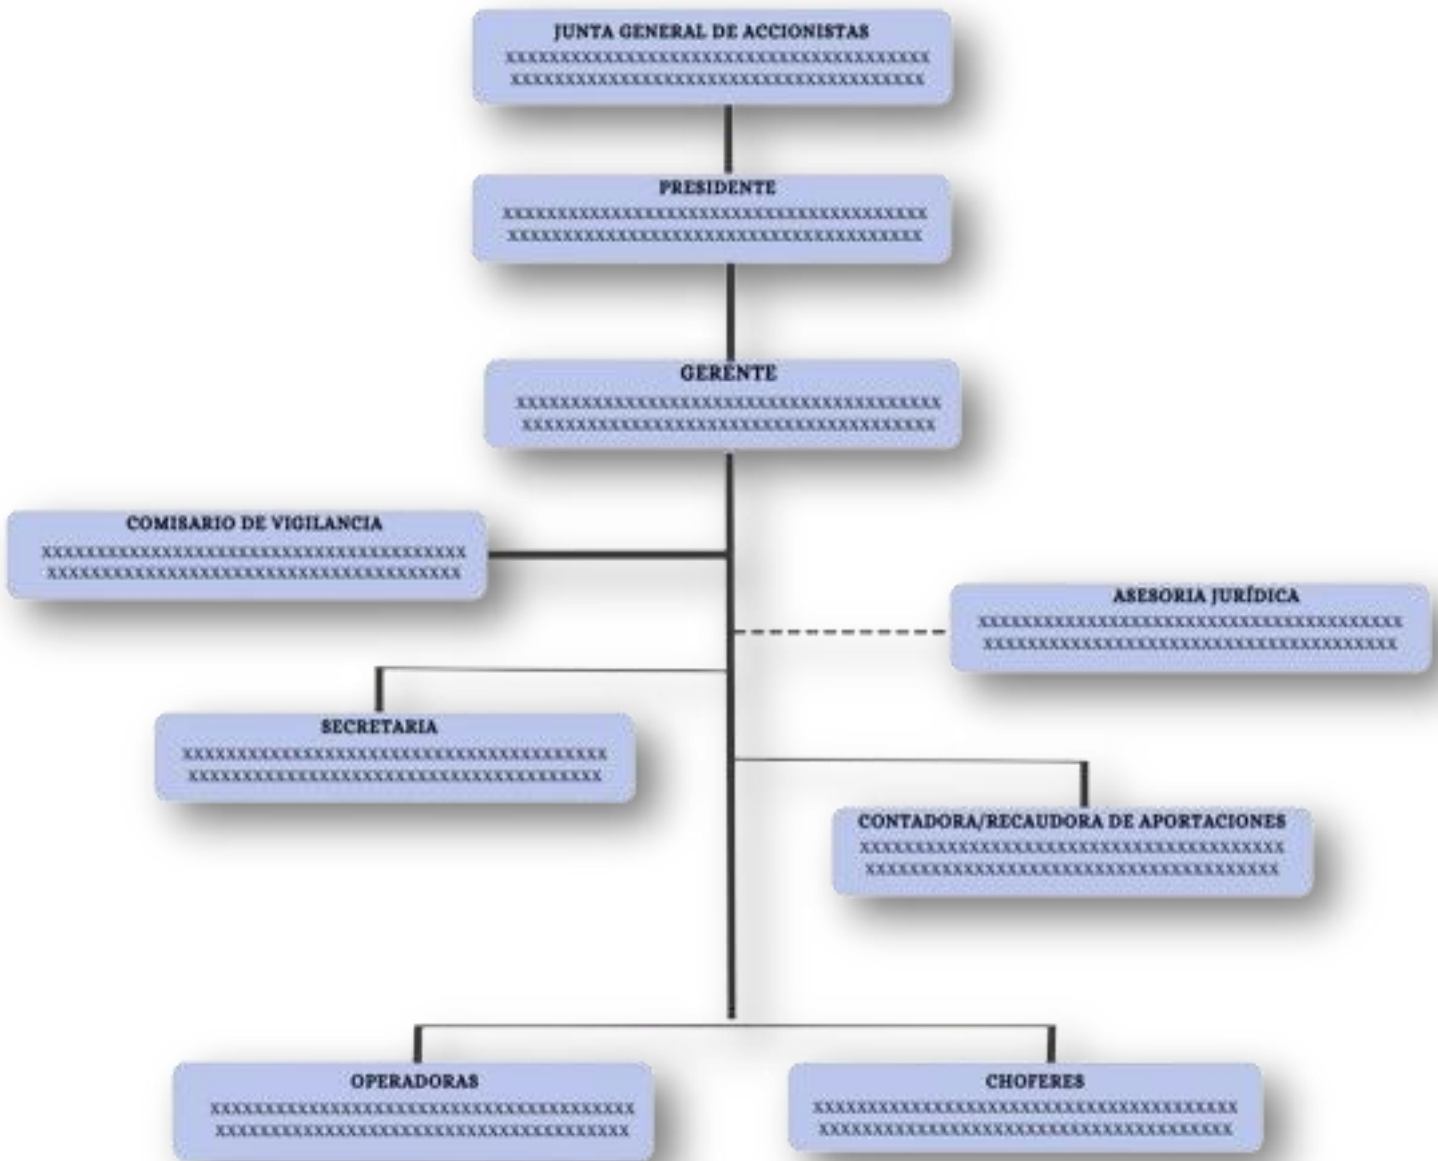 JUNTA GENERAL DE ACCIONISTAS
XXXXXXXXXXXXXXXXXXXXXXXXXXXXXXXXXXXXXXX
XXXXXXXXXXXXXXXXXXXXXXXXXXXXXXXXXXXXXX
PRESIDENTE
XXXXXXXXXXXXXXXXXXXXXXXXXXXXXXXXXXXXXXX
XXXXXXXXXXXXXXXXXXXXXXXXXXXXXXXXXXXXXX
GERENTE
XXXXXXXXXXXXXXXXXXXXXXXXXXXXXXXXXXXXXXX
XXXXXXXXXXXXXXXXXXXXXXXXXXXXXXXXXXXXXX
COMISARIO DE VIGILANCIA
XXXXXXXXXXXXXXXXXXXXXXXXXXXXXXXXXXXXXXX
XXXXXXXXXXXXXXXXXXXXXXXXXXXXXXXXXXXXXX
ASESORIA JURÍDICA
XXXXXXXXXXXXXXXXXXXXXXXXXXXXXXXXXXXXXXX
XXXXXXXXXXXXXXXXXXXXXXXXXXXXXXXXXXXXXX
SECRETARIA
XXXXXXXXXXXXXXXXXXXXXXXXXXXXXXXXXXXXXXX
XXXXXXXXXXXXXXXXXXXXXXXXXXXXXXXXXXXXXX
CONTADORA/RECAUDORA DE APORTACIONES
XXXXXXXXXXXXXXXXXXXXXXXXXXXXXXXXXXXXXXX
XXXXXXXXXXXXXXXXXXXXXXXXXXXXXXXXXXXXXX
OPERADORAS
XXXXXXXXXXXXXXXXXXXXXXXXXXXXXXXXXXXXXXX
XXXXXXXXXXXXXXXXXXXXXXXXXXXXXXXXXXXXXX
CHOFERES
XXXXXXXXXXXXXXXXXXXXXXXXXXXXXXXXXXXXXXX
XXXXXXXXXXXXXXXXXXXXXXXXXXXXXXXXXXXXXX